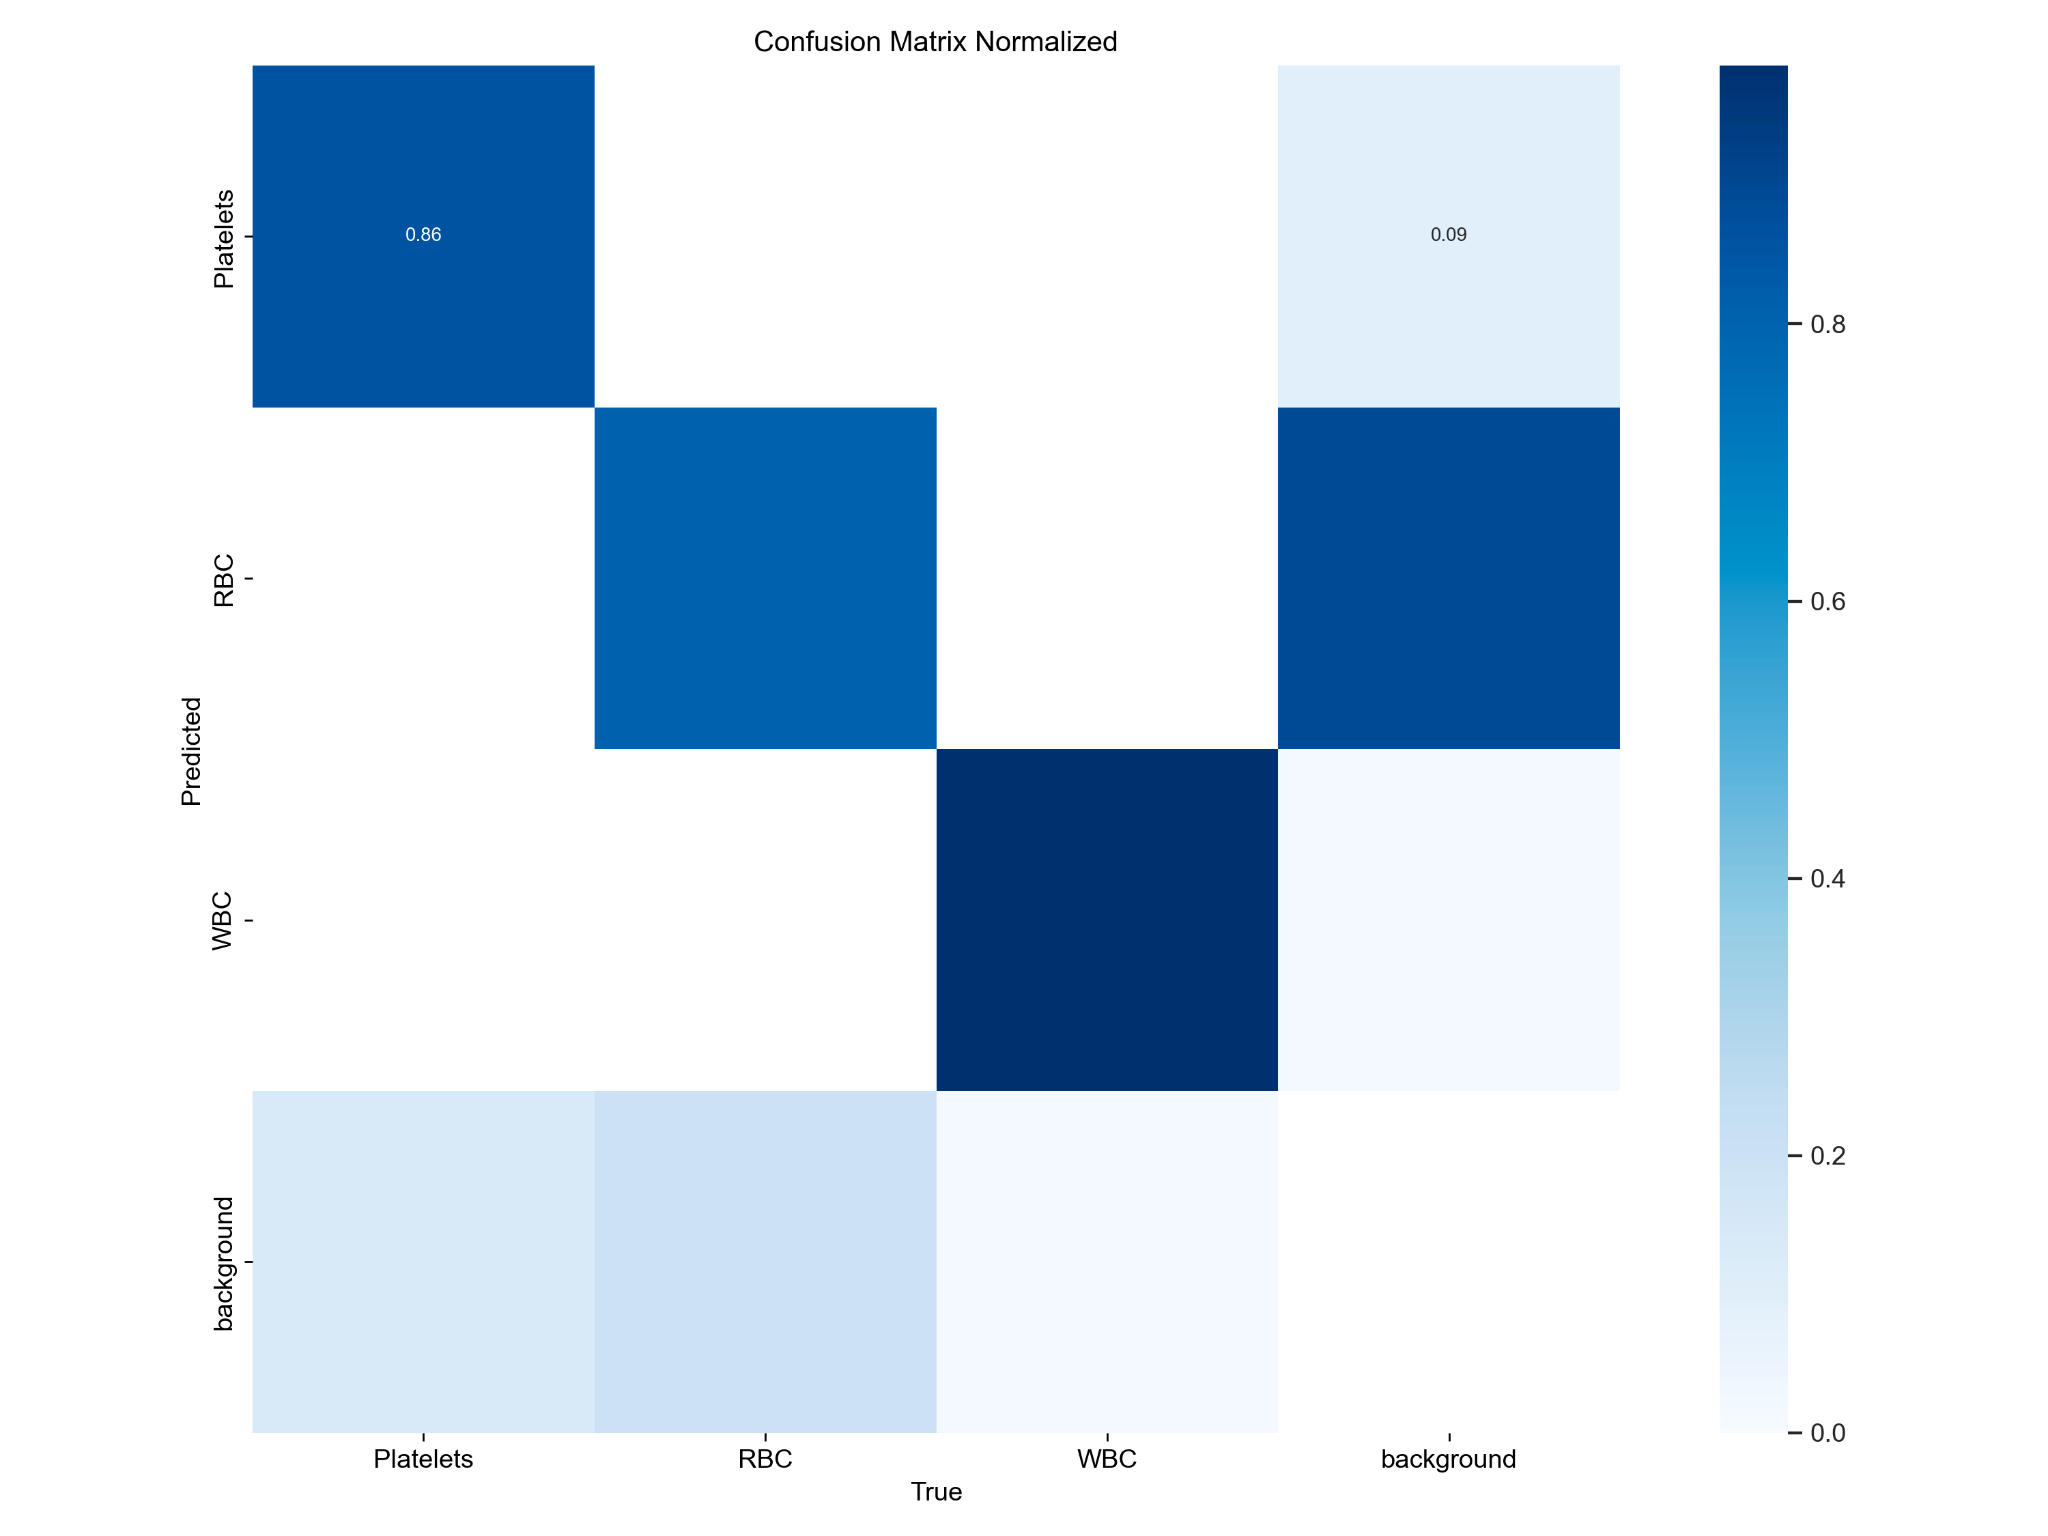 Confusion Matrix Normalized
Platelets
0.86
0.09
RBC
WBC
background
Predicted
Platelets
RBC
WBC
background
True
0.8
0.6
0.4
0.2
0.0